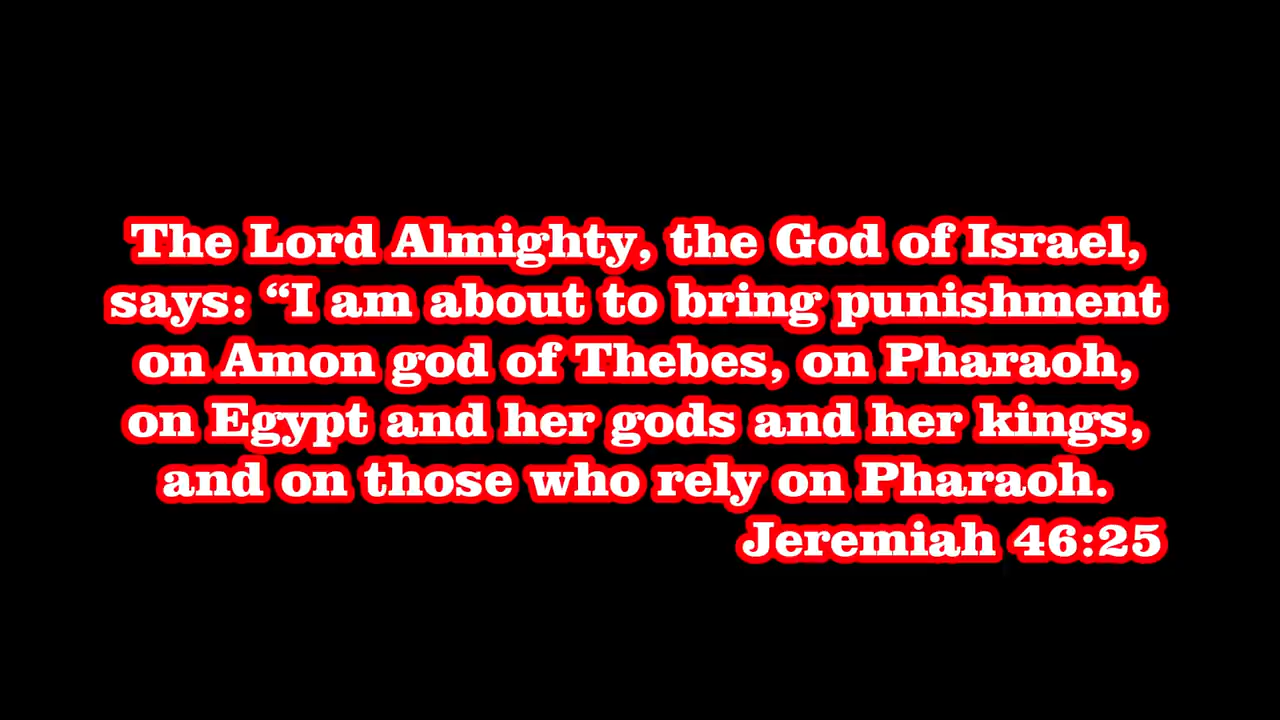 The Lord Almighty, the God of Israel,
says: “I am about to bring punishment
on Amon god of Thebes, on Pharaoh,
on Egypt and her gods and her kings,
and on those who rely on Pharaoh.
Jeremiah 46:25